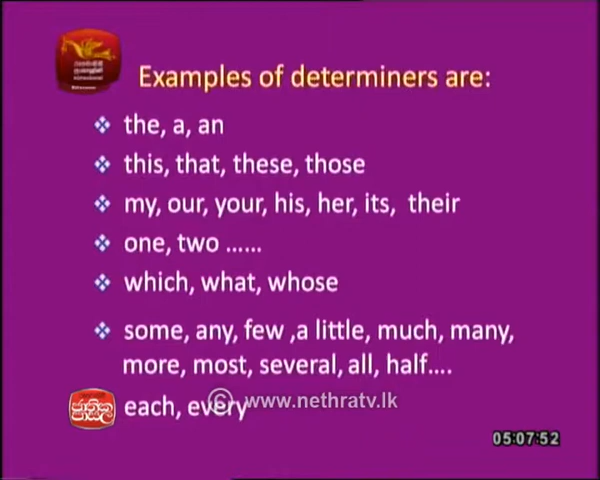 Examples of determiners are:
the, a, an
this, that, these, those
my, our, your, his, her, its, their
one, two ......
which, what, whose
some, any, few ,a little, much, many,
more, most, several, all, half....
each, every
© www.nethratv.lk
05:07:52